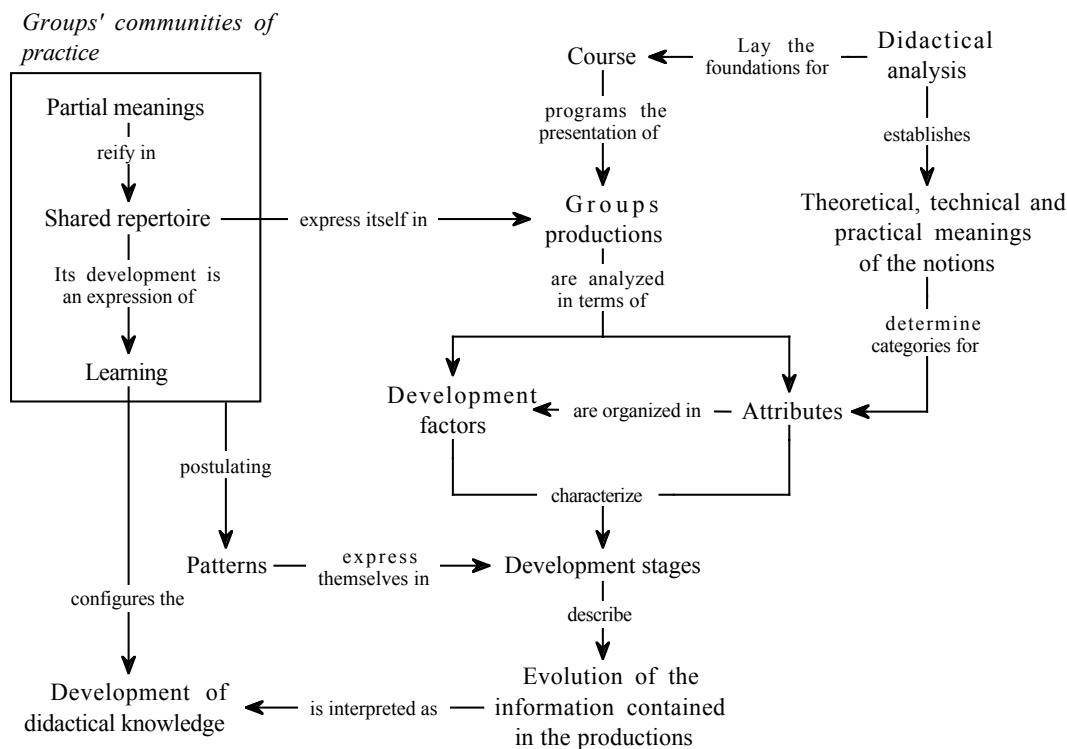 Groups' communities of
practice
Partial meanings
reify in
Shared repertoire
Its development is
an expression of
Learning
configures the
Development of
didactical knowledge
postulating
Patterns
express
themselves in
express itself in
Course
Lay the
foundations for
Didactical
analysis
programs the
presentation of
establishes
Groups
productions
Theoretical, technical and
practical meanings
of the notions
are analyzed
in terms of
determine
categories for
Development
factors
are organized in
Attributes
characterize
Development stages
describe
Evolution of the
information contained
in the productions
is interpreted as